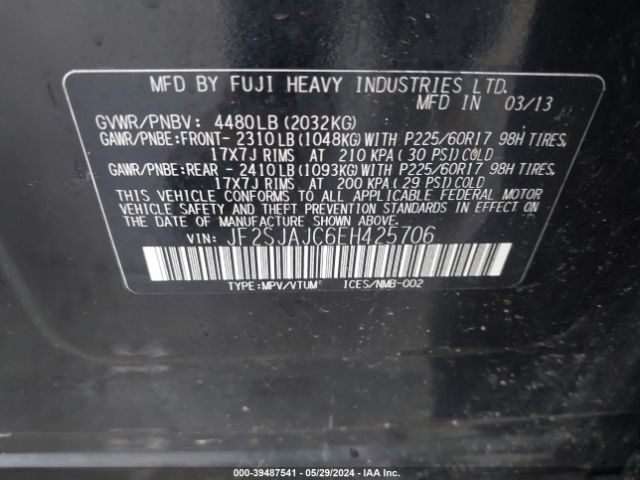 MFD BY FUJI HEAVY INDUSTRIES LTD.
MFD IN 03/13
GVWR/PNBV: 4480LB(2032KG)
GAWR/PNBE:FRONT- 2310LB(1048KG)WITH P225/60R17 98H TIRES,
17X7J RIMS AT 210 KPA(30 PSI)COLD
GAWR/PNBE:REAR - 2410LB(1093KG)WITH P225/60R17 98H TIRES,
17X7J RIMS AT 200 KPA(29 PSI)COLD
THIS VEHICLE CONFORMS TO ALL APPLICABLE FEDERAL MOTOR
VEHICLE SAFETY AND THEFT PREVENTION STANDARDS IN EFFECT ON
THE DATE OF MANUFACTURE SHOWN ABOVE.
VIN: JF2SJAJC6EH425706
TYPE:MPV/VTUM ICES/NMB-002
000-39487541 - 05/29/2024 - IAA Inc.